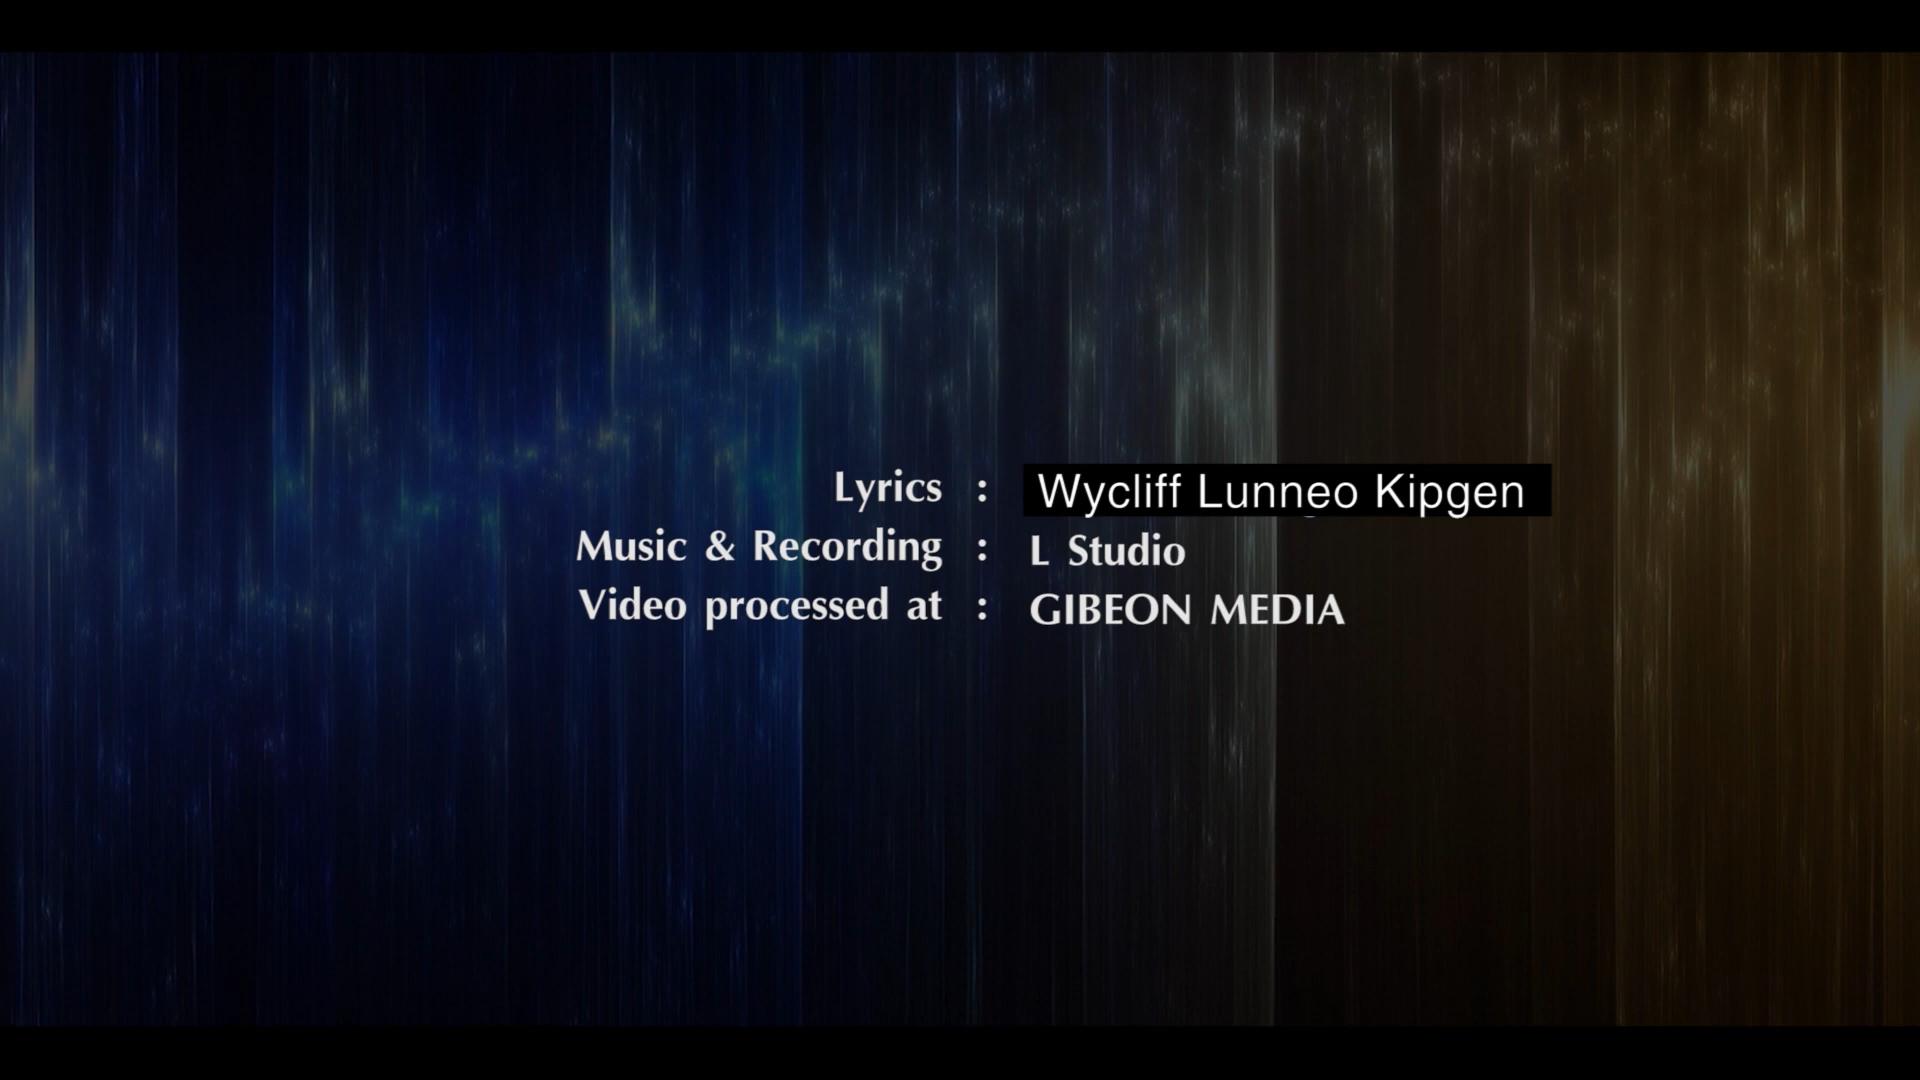 Lyrics : Wycliff Lunneo Kipgen
Music & Recording : L Studio
Video processed at : GIBEON MEDIA